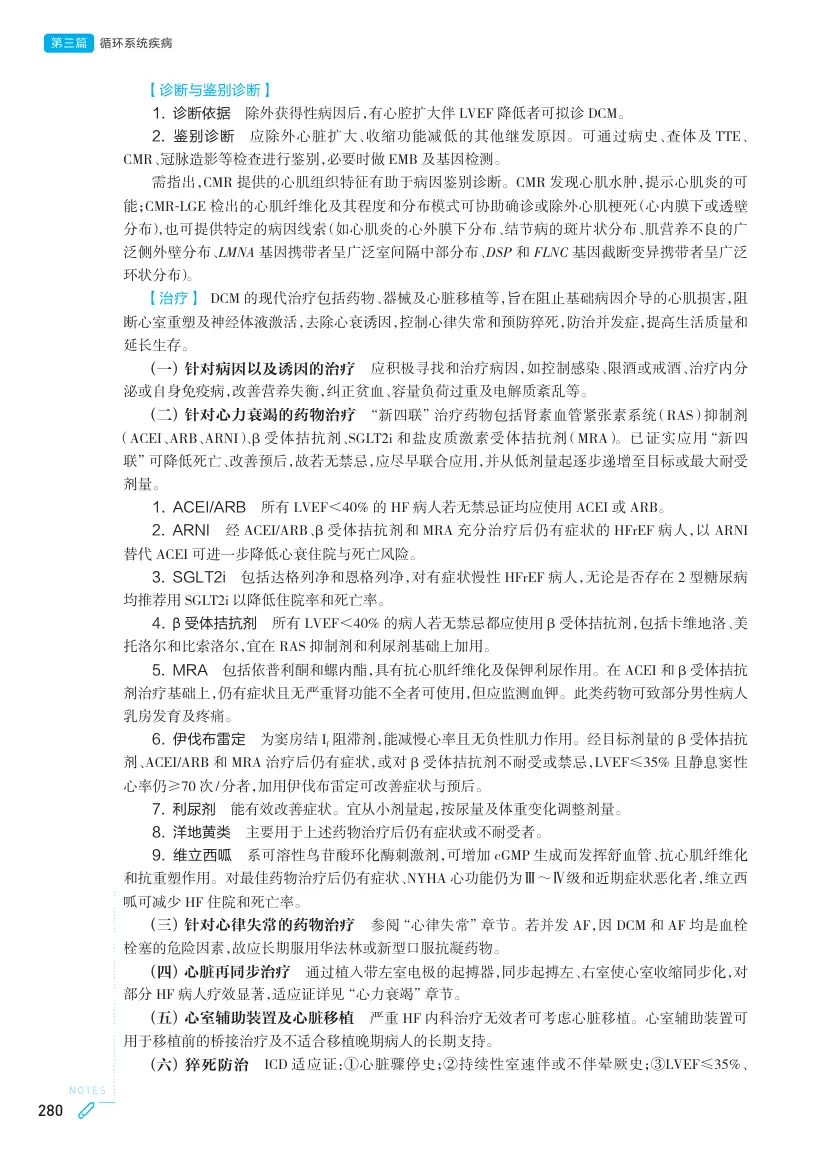 第三篇 循环系统疾病
【诊断与鉴别诊断】
1. 诊断依据 除外获得性病因后,有心腔扩大伴 LVEF 降低者可拟诊 DCM。
2. 鉴别诊断 应除外心脏扩大、收缩功能减低的其他继发原因。可通过病史、查体及 TTE、
CMR、冠脉造影等检查进行鉴别,必要时做 EMB 及基因检测。
需指出,CMR 提供的心肌组织特征有助于病因鉴别诊断。CMR 发现心肌水肿,提示心肌炎的可
能;CMR-LGE 检出的心肌纤维化及其程度和分布模式可协助确诊或除外心肌梗死(心内膜下或透壁
分布),也可提供特定的病因线索(如心肌炎的心外膜下分布、结节病的斑片状分布、肌营养不良的广
泛侧外壁分布、LMNA 基因携带者呈广泛室间隔中部分布、DSP 和 FLNC 基因截断变异携带者呈广泛
环状分布)。
【治疗】 DCM 的现代治疗包括药物、器械及心脏移植等,旨在阻止基础病因介导的心肌损害,阻
断心室重塑及神经体液激活,去除心衰诱因,控制心律失常和预防猝死,防治并发症,提高生活质量和
延长生存。
(一)针对病因以及诱因的治疗 应积极寻找和治疗病因,如控制感染、限酒或戒酒、治疗内分
泌或自身免疫病,改善营养失衡,纠正贫血、容量负荷过重及电解质紊乱等。
(二)针对心力衰竭的药物治疗 “新四联”治疗药物包括肾素血管紧张素系统(RAS)抑制剂
(ACEI、ARB、ARNI)、β 受体拮抗剂、SGLT2i 和盐皮质激素受体拮抗剂(MRA)。已证实应用“新四
联”可降低死亡、改善预后,故若无禁忌,应尽早联合应用,并从低剂量起逐步递增至目标或最大耐受
剂量。
1. ACEI/ARB 所有 LVEF<40% 的 HF 病人若无禁忌证均应使用 ACEI 或 ARB。
2. ARNI 经 ACEI/ARB、β 受体拮抗剂和 MRA 充分治疗后仍有症状的 HFrEF 病人,以 ARNI
替代 ACEI 可进一步降低心衰住院与死亡风险。
3. SGLT2i 包括达格列净和恩格列净,对有症状慢性 HFrEF 病人,无论是否存在 2 型糖尿病
均推荐用 SGLT2i 以降低住院率和死亡率。
4. β 受体拮抗剂 所有 LVEF<40% 的病人若无禁忌都应使用 β 受体拮抗剂,包括卡维地洛、美
托洛尔和比索洛尔,宜在 RAS 抑制剂和利尿剂基础上加用。
5. MRA 包括依普利酮和螺内酯,具有抗心肌纤维化及保钾利尿作用。在 ACEI 和 β 受体拮抗
剂治疗基础上,仍有症状且无严重肾功能不全者可使用,但应监测血钾。此类药物可致部分男性病人
乳房发育及疼痛。
6. 伊伐布雷定 为窦房结 If 阻滞剂,能减慢心率且无负性肌力作用。经目标剂量的 β 受体拮抗
剂、ACEI/ARB 和 MRA 治疗后仍有症状,或对 β 受体拮抗剂不耐受或禁忌,LVEF≤35% 且静息窦性
心率仍≥70 次/分者,加用伊伐布雷定可改善症状与预后。
7. 利尿剂 能有效改善症状。宜从小剂量起,按尿量及体重变化调整剂量。
8. 洋地黄类 主要用于上述药物治疗后仍有症状或不耐受者。
9. 维立西呱 系可溶性鸟苷酸环化酶刺激剂,可增加 cGMP 生成而发挥舒血管、抗心肌纤维化
和抗重塑作用。对最佳药物治疗后仍有症状、NYHA 心功能仍为Ⅲ~Ⅳ级和近期症状恶化者,维立西
呱可减少 HF 住院和死亡率。
(三)针对心律失常的药物治疗 参阅“心律失常”章节。若并发 AF,因 DCM 和 AF 均是血栓
栓塞的危险因素,故应长期服用华法林或新型口服抗凝药物。
(四)心脏再同步治疗 通过植入带左室电极的起搏器,同步起搏左、右室使心室收缩同步化,对
部分 HF 病人疗效显著,适应证详见“心力衰竭”章节。
(五)心室辅助装置及心脏移植 严重 HF 内科治疗无效者可考虑心脏移植。心室辅助装置可
用于移植前的桥接治疗及不适合移植晚期病人的长期支持。
(六)猝死防治 ICD 适应证:①心脏骤停史;②持续性室速伴或不伴晕厥史;③LVEF≤35%、
NOTES
280